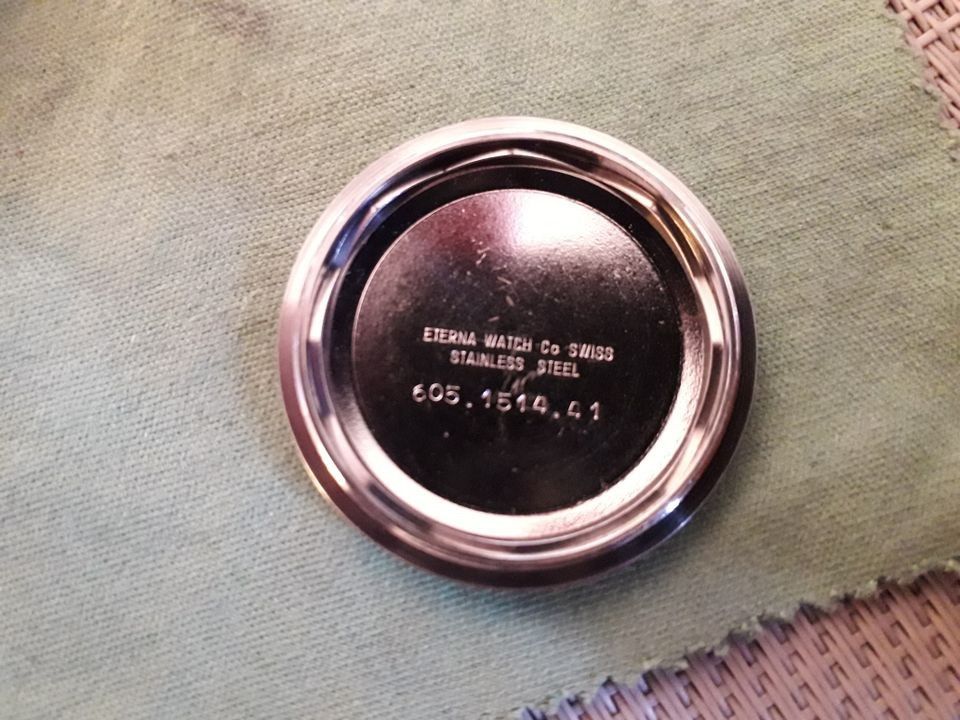 ETERNA WATCH Co SWISS
STAINLESS STEEL
605.1514.41